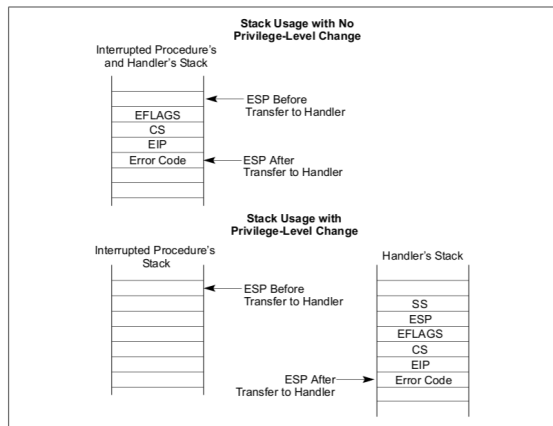 Stack Usage with No
Privilege-Level Change
Interrupted Procedure's
and Handler's Stack
ESP Before
Transfer to Handler
EFLAGS
CS
EIP
Error Code
ESP After
Transfer to Handler
Stack Usage with
Privilege-Level Change
Interrupted Procedure's
Stack
Handler's Stack
ESP Before
Transfer to Handler
SS
ESP
EFLAGS
CS
EIP
ESP After
Transfer to Handler
Error Code